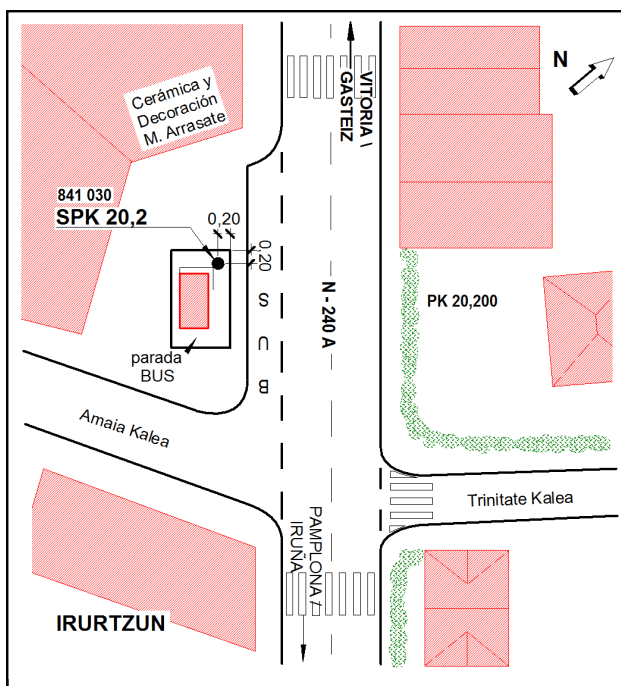 Cerámica y
Decoración
M. Arrasate
VITORIA \
GASTEIZ
N
841 030
SPK 20,2
0,20
0,20
N - 240 A
PK 20,200
BUS
parada
BUS
Amaia Kalea
Trinitate Kalea
PAMPLONA /
IRUÑA
IRURTZUN